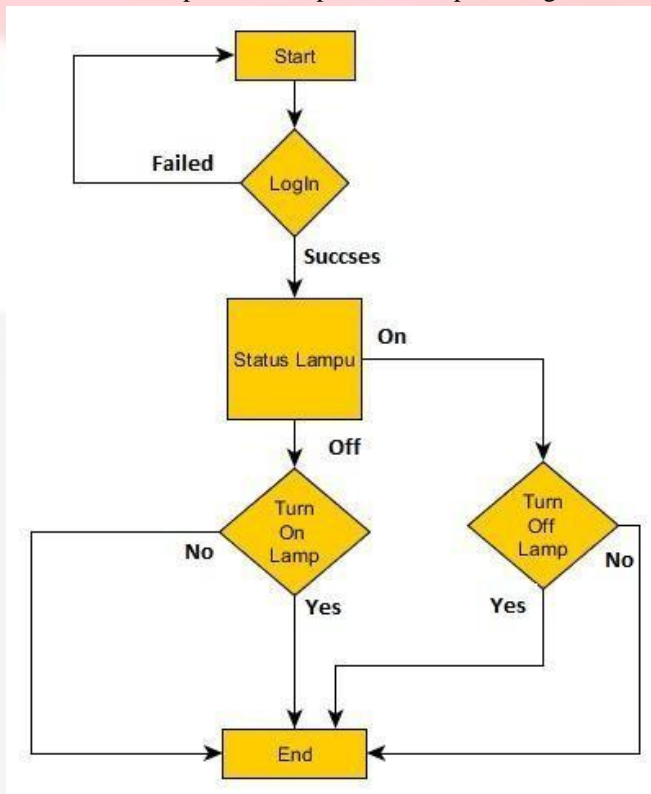 Start
Failed
LogIn
Succses
Status Lampu
On
Off
Turn
On
Lamp
No
Yes
Turn
Off
Lamp
Yes
No
End